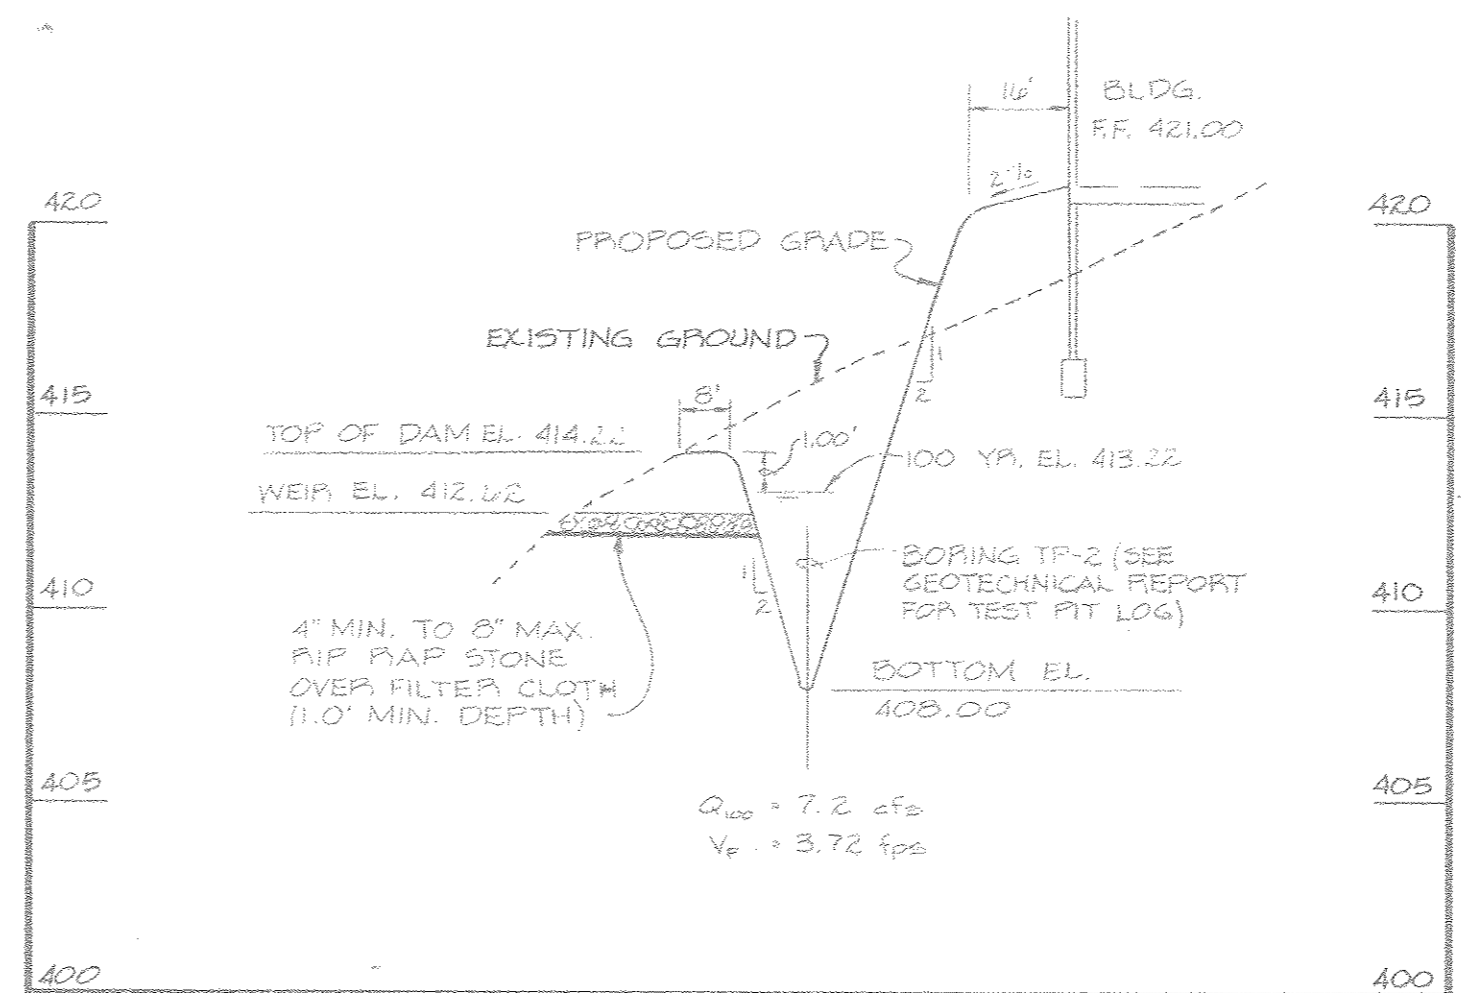 16'
BLDG.
F.F. 421.00
2%
420
420
PROPOSED GRADE
EXISTING GROUND
1
2
415
415
8'
TOP OF DAM EL. 414.22
1.00'
100 YR. EL. 413.22
WEIR EL.
BORING TP-2 (SEE
GEOTECHNICAL REPORT
FOR TEST PIT LOG)
1
2
410
410
4" MIN. TO 8" MAX.
RIP RAP STONE
OVER FILTER CLOTH
(1.0' MIN. DEPTH)
BOTTOM EL.
408.00
405
405
Q100 = 7.2 cfs
= 3.72 fps
400
400